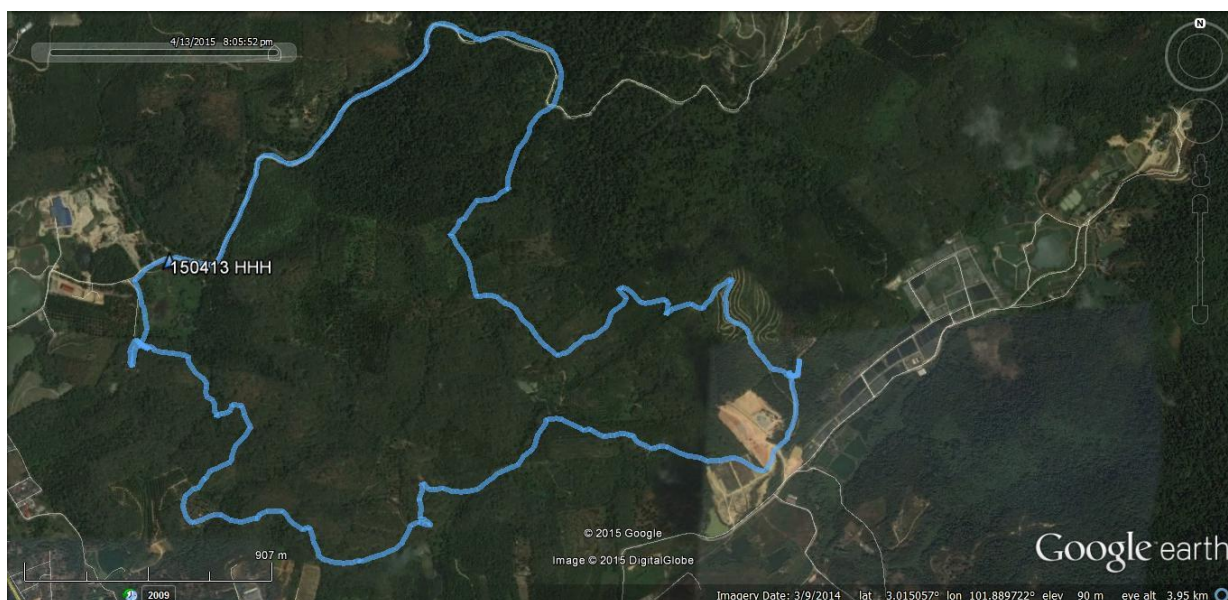 4/13/2015 8:05:52 pm
N
150413 HHH
907 m
© 2015 Google
Image © 2015 DigitalGlobe
Google earth
2009
Imagery Date: 3/9/2014 lat 3.015057° lon 101.889722° elev 90 m eye alt 3.95 km